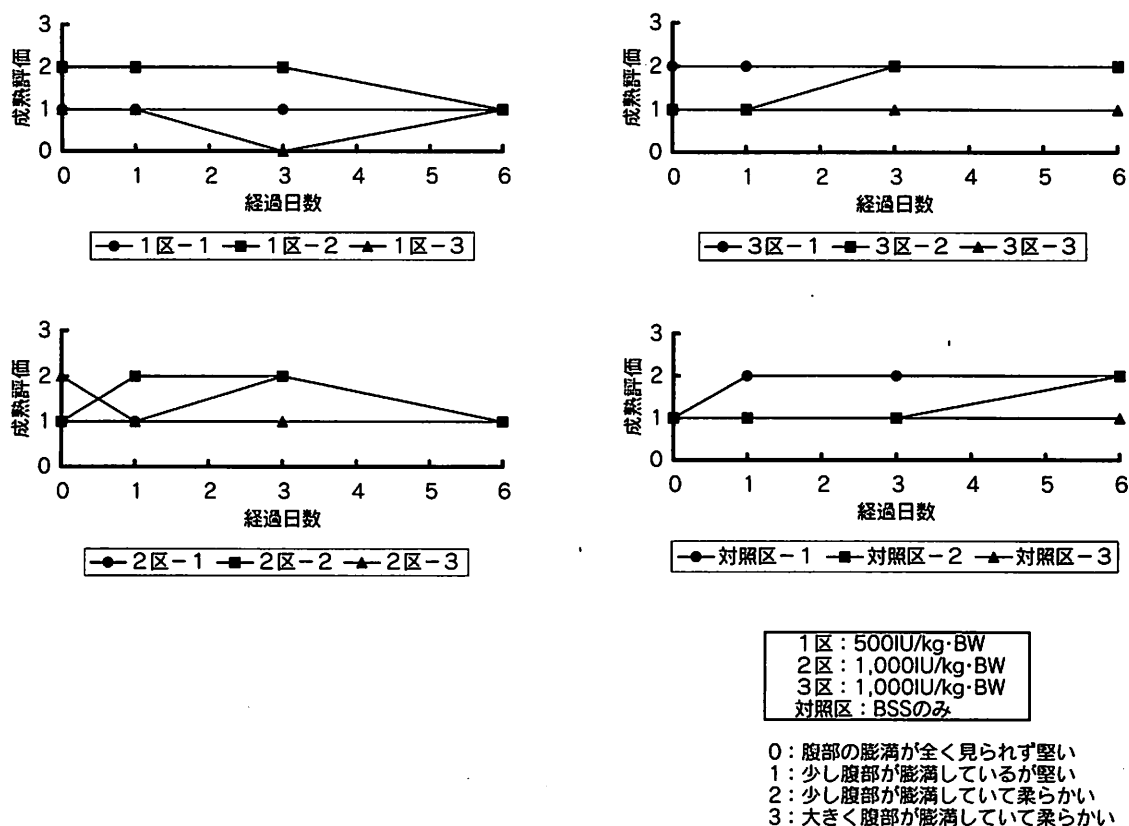 3
2
1
0
成熟評価
0 1 2 3 4 5 6
経過日数
1区-1 1区-2 1区-3
3
2
1
0
成熟評価
0 1 2 3 4 5 6
経過日数
3区-1 3区-2 3区-3
3
2
1
0
成熟評価
0 1 2 3 4 5 6
経過日数
2区-1 2区-2 2区-3
3
2
1
0
成熟評価
0 1 2 3 4 5 6
経過日数
対照区-1 対照区-2 対照区-3
1区:500IU/kg・BW
2区:1,000IU/kg・BW
3区:1,000IU/kg・BW
対照区:BSSのみ
0:腹部の膨満が全く見られず堅い
1:少し腹部が膨満しているが堅い
2:少し腹部が膨満していて柔らかい
3:大きく腹部が膨満していて柔らかい